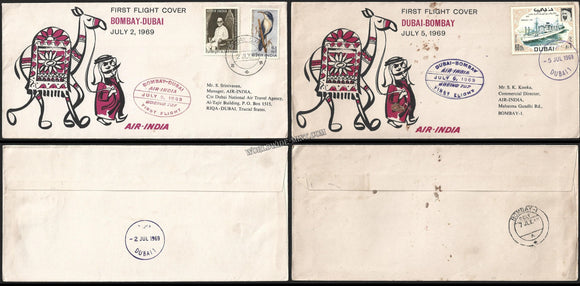 FIRST FLIGHT COVER
BOMBAY-DUBAI
JULY 2, 1969
BOMBAY-DUBAI
AIR-INDIA
JULY 2, 1969
BOEING 707
FIRST FLIGHT
Mr. S. Srinivasan,
Manager, AIR-INDIA,
C/o Dubai National Air Travel Agency,
Al-Zajir Building, P.O. Box 1515,
RIQA-DUBAI, Trucial States.
AIR-INDIA
FIRST FLIGHT COVER
DUBAI-BOMBAY
JULY 5, 1969
DUBAI
- 5 JUL 1969
DUBAI
DUBAI-BOMBAY
AIR-INDIA
JULY 5, 1969
BOEING 707
FIRST FLIGHT
Mr. S. K. Kooka,
Commercial Director,
AIR-INDIA,
Mahatma Gandhi Rd.,
BOMBAY-1.
AIR-INDIA
- 2 JUL 1969
DUBAI
BOMBAY-1